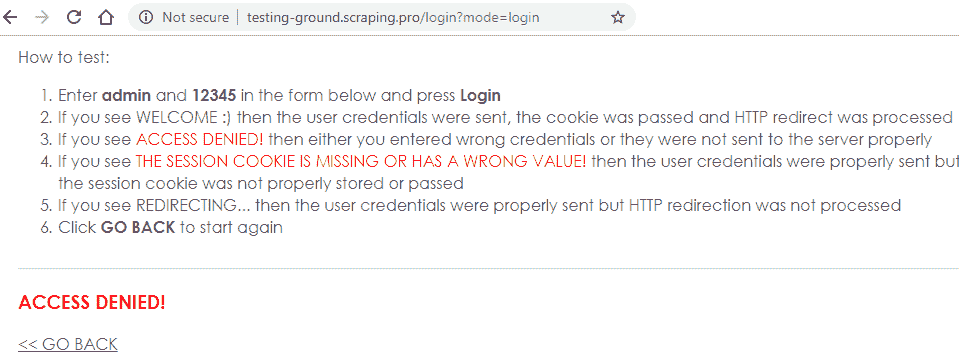 Not secure | testing-ground.scraping.pro/login?mode=login
How to test:
1. Enter admin and 12345 in the form below and press Login
2. If you see WELCOME :) then the user credentials were sent, the cookie was passed and HTTP redirect was processed
3. If you see ACCESS DENIED! then either you entered wrong credentials or they were not sent to the server properly
4. If you see THE SESSION COOKIE IS MISSING OR HAS A WRONG VALUE! then the user credentials were properly sent but
the session cookie was not properly stored or passed
5. If you see REDIRECTING... then the user credentials were properly sent but HTTP redirection was not processed
6. Click GO BACK to start again
ACCESS DENIED!
<< GO BACK